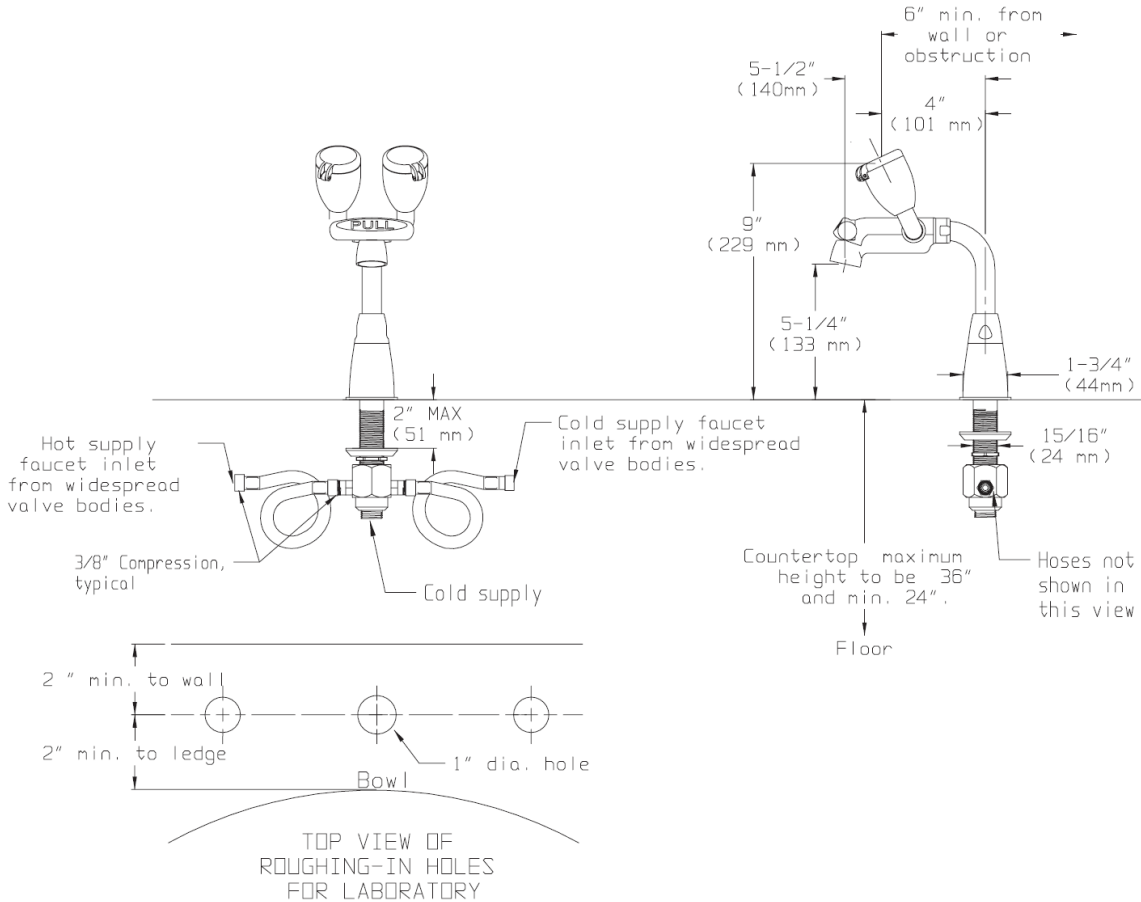 6" min. from
wall or
obstruction
5-1/2"
(140mm)
4"
(101 mm)
PULL
9"
(229 mm)
5-1/4"
(133 mm)
1-3/4"
(44mm)
2" MAX
(51 mm)
Hot supply
faucet inlet
from widespread
valve bodies.
Cold supply faucet
inlet from widespread
valve bodies.
15/16"
(24 mm)
3/8" Compression,
typical
Cold supply
Countertop maximum
height to be 36"
and min. 24".
Hoses not
shown in
this view
Floor
2 " min. to wall
2" min. to ledge
1" dia. hole
Bowl
TOP VIEW OF
ROUGHING-IN HOLES
FOR LABORATORY